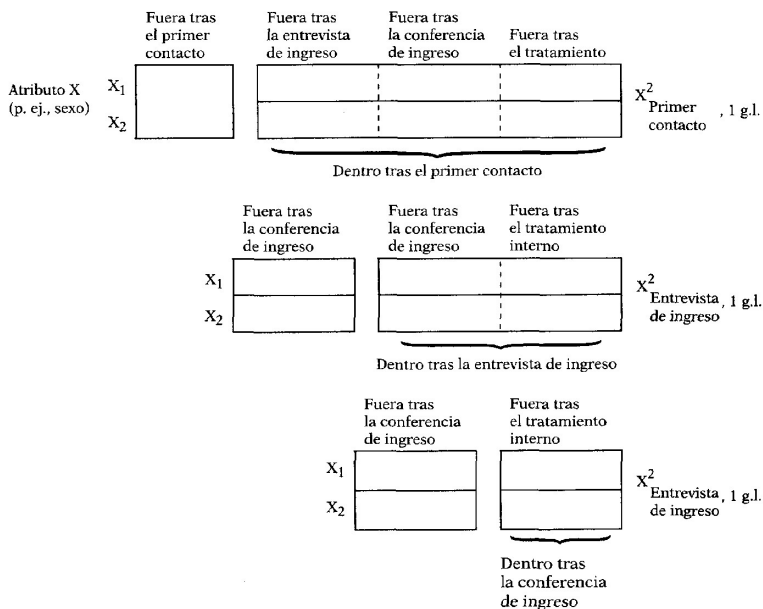 Fuera tras
el primer
contacto
Fuera tras
la entrevista
de ingreso
Fuera tras
la conferencia
de ingreso
Fuera tras
el tratamiento
Atributo X
(p. ej., sexo)
X1
X2
X2 Primer
contacto , 1 g.l.
Dentro tras el primer contacto
Fuera tras
la conferencia
de ingreso
Fuera tras
la conferencia
de ingreso
Fuera tras
el tratamiento
interno
X1
X2
X2 Entrevista , 1 g.l.
de ingreso
Dentro tras la entrevista de ingreso
Fuera tras
la conferencia
de ingreso
Fuera tras
el tratamiento
interno
X1
X2
X2 Entrevista , 1 g.l.
de ingreso
Dentro tras
la conferencia
de ingreso